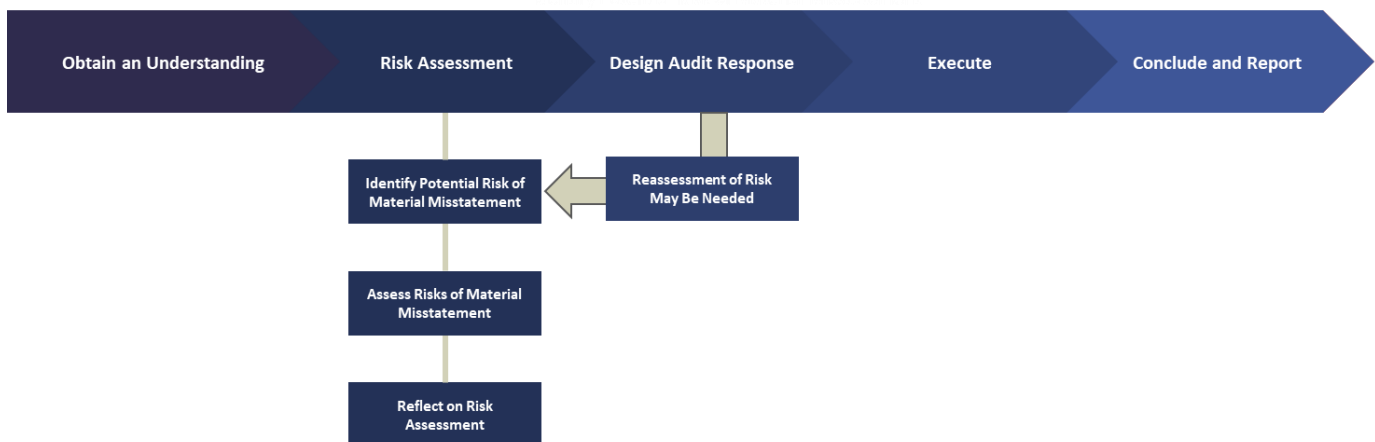 Obtain an Understanding
Risk Assessment
Design Audit Response
Execute
Conclude and Report
Identify Potential Risk of
Material Misstatement
Reassessment of Risk
May Be Needed
Assess Risks of Material
Misstatement
Reflect on Risk
Assessment